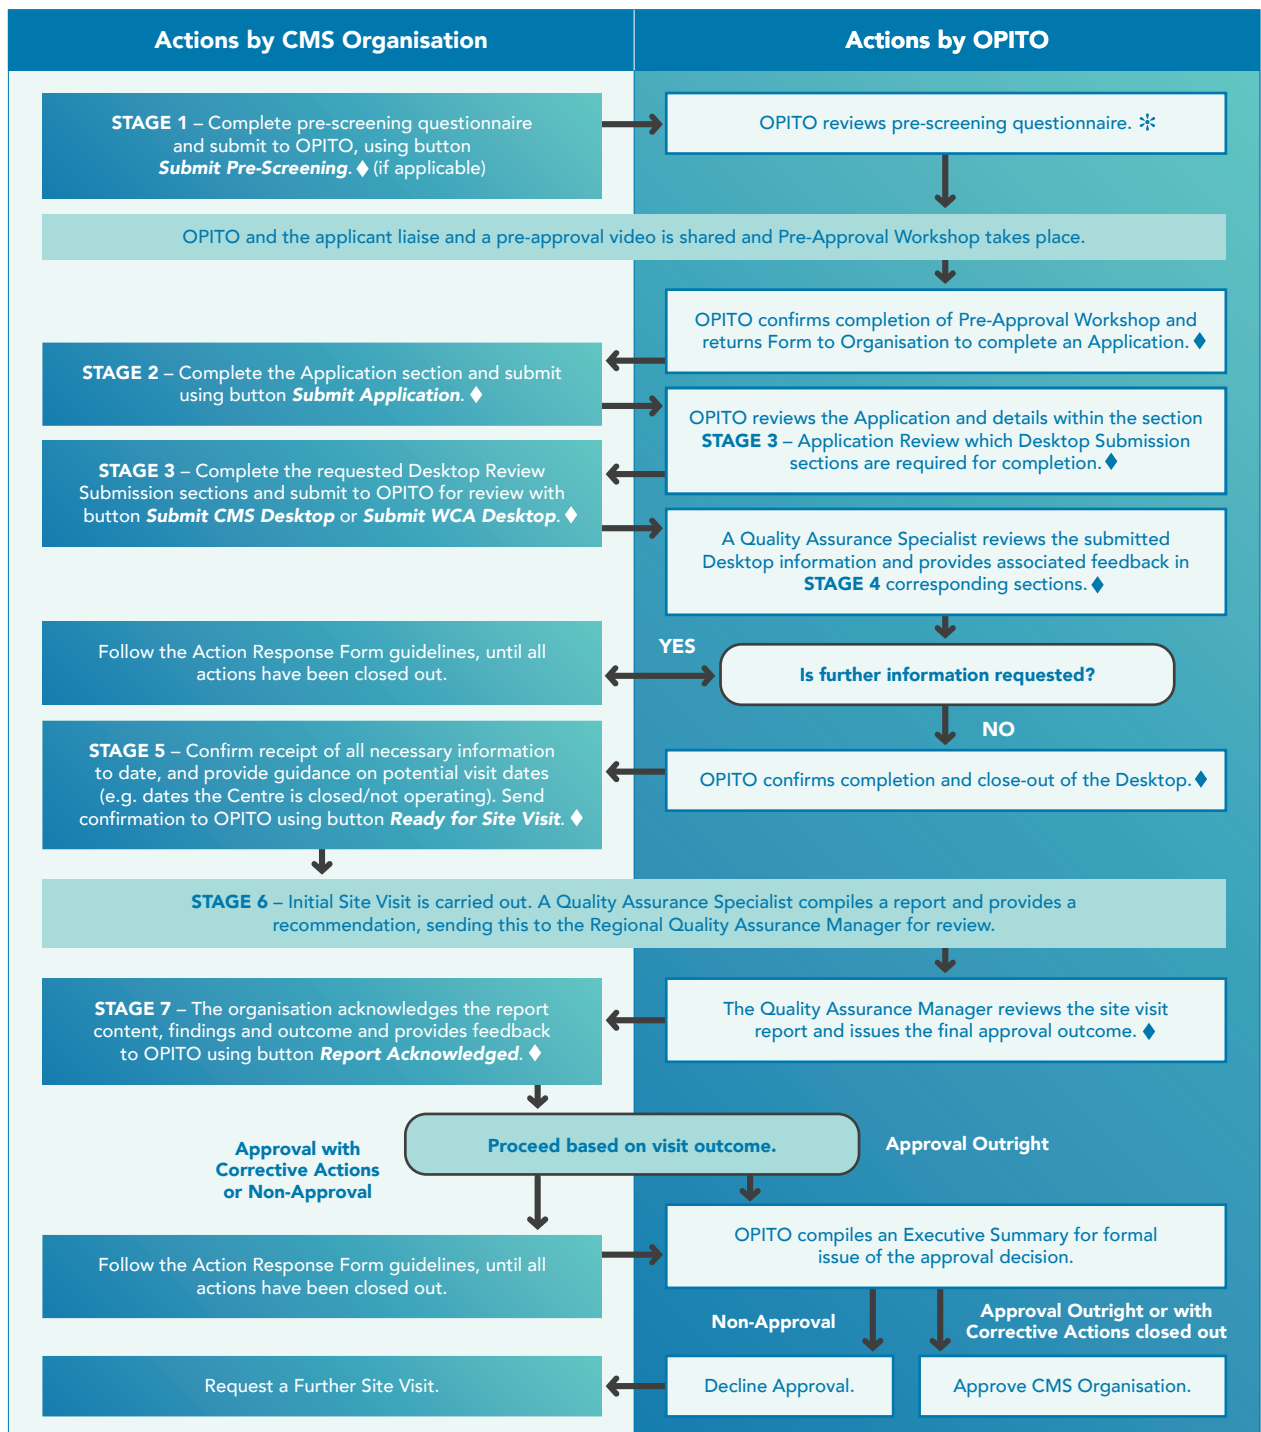 Actions by CMS Organisation
Actions by OPITO
STAGE 1 – Complete pre-screening questionnaire
and submit to OPITO, using button
Submit Pre-Screening. ♦ (if applicable)
OPITO reviews pre-screening questionnaire. *
OPITO and the applicant liaise and a pre-approval video is shared and Pre-Approval Workshop takes place.
OPITO confirms completion of Pre-Approval Workshop and
returns Form to Organisation to complete an Application. ♦
STAGE 2 – Complete the Application section and submit
using button Submit Application. ♦
OPITO reviews the Application and details within the section
STAGE 3 – Application Review which Desktop Submission
sections are required for completion. ♦
STAGE 3 – Complete the requested Desktop Review
Submission sections and submit to OPITO for review with
button Submit CMS Desktop or Submit WCA Desktop. ♦
A Quality Assurance Specialist reviews the submitted
Desktop information and provides associated feedback in
STAGE 4 corresponding sections. ♦
Is further information requested?
YES
Follow the Action Response Form guidelines, until all
actions have been closed out.
NO
OPITO confirms completion and close-out of the Desktop. ♦
STAGE 5 – Confirm receipt of all necessary information
to date, and provide guidance on potential visit dates
(e.g. dates the Centre is closed/not operating). Send
confirmation to OPITO using button Ready for Site Visit. ♦
STAGE 6 – Initial Site Visit is carried out. A Quality Assurance Specialist compiles a report and provides a
recommendation, sending this to the Regional Quality Assurance Manager for review.
The Quality Assurance Manager reviews the site visit
report and issues the final approval outcome. ♦
STAGE 7 – The organisation acknowledges the report
content, findings and outcome and provides feedback
to OPITO using button Report Acknowledged. ♦
Proceed based on visit outcome.
Approval with
Corrective Actions
or Non-Approval
Approval Outright
Follow the Action Response Form guidelines, until all
actions have been closed out.
OPITO compiles an Executive Summary for formal
issue of the approval decision.
Non-Approval
Approval Outright or with
Corrective Actions closed out
Request a Further Site Visit.
Decline Approval.
Approve CMS Organisation.